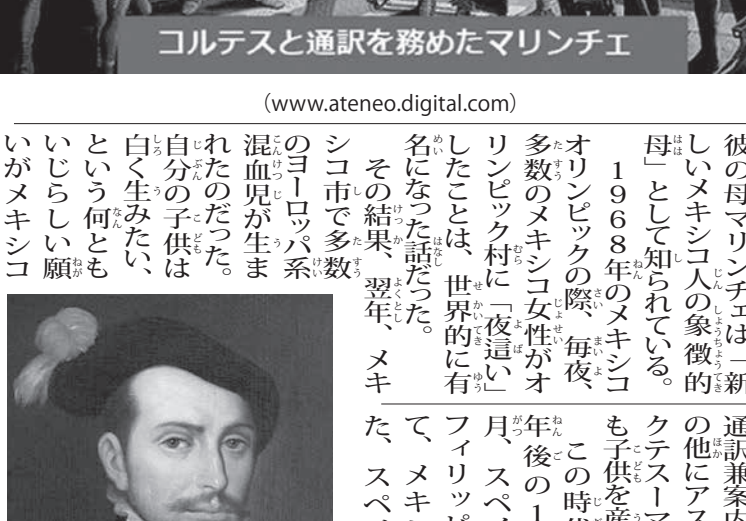 コルテスと通訳を務めたマリンチェ
（www.ateneo.digital.com）
彼の母マリンチェは「新
しいメキシコ人の象徴的
母」として知られている。
1968年のメキシコ
オリンピックの際、毎夜、
多数のメキシコ女性がオ
リンピック村に「夜這い」
したことは、世界的に有
名になった話だった。
その結果、翌年、メキ
シコ市で多数
のヨーロッパ系
混血児が生ま
れたのだった。
自分の子供は
白く生みたい、
という何とも
いじらしい願
いがメキシコ
通訳兼案内
の他にアス
クテスーマ
も子供を産
この時代
年後の1
月、スペ
フィリッピ
て、メキシ
た、スペイ